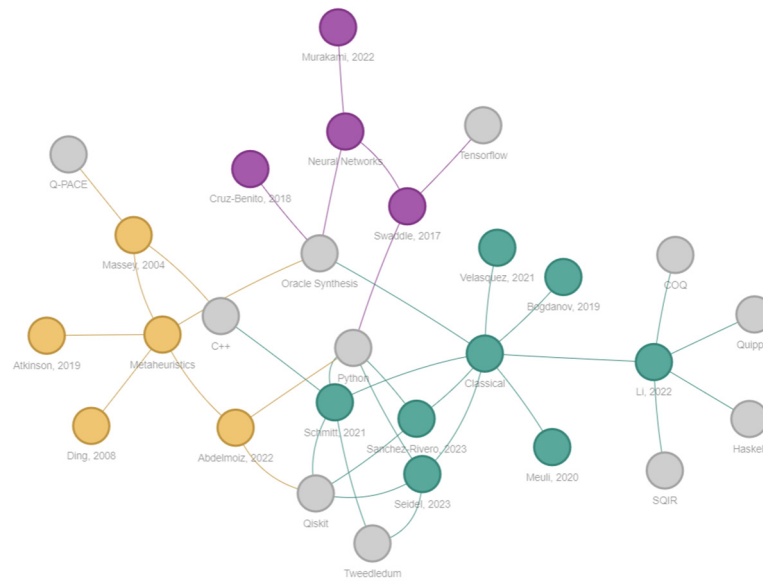 Murakami, 2022
Neural Networks
Tensorflow
Q-PACE
Cruz-Benito, 2018
Swaddle, 2017
Massey, 2004
Oracle Synthesis
Velasquez, 2021
COQ
Bogdanov, 2019
C++
Quipp
Atkinson, 2019
Metaheuristics
Python
Classical
Li, 2022
Schmitt, 2021
Sanchez-Rivero, 2023
Haskel
Ding, 2008
Abdelmoiz, 2022
Meuli, 2020
SQIR
Seidel, 2023
Qiskit
Tweedledum